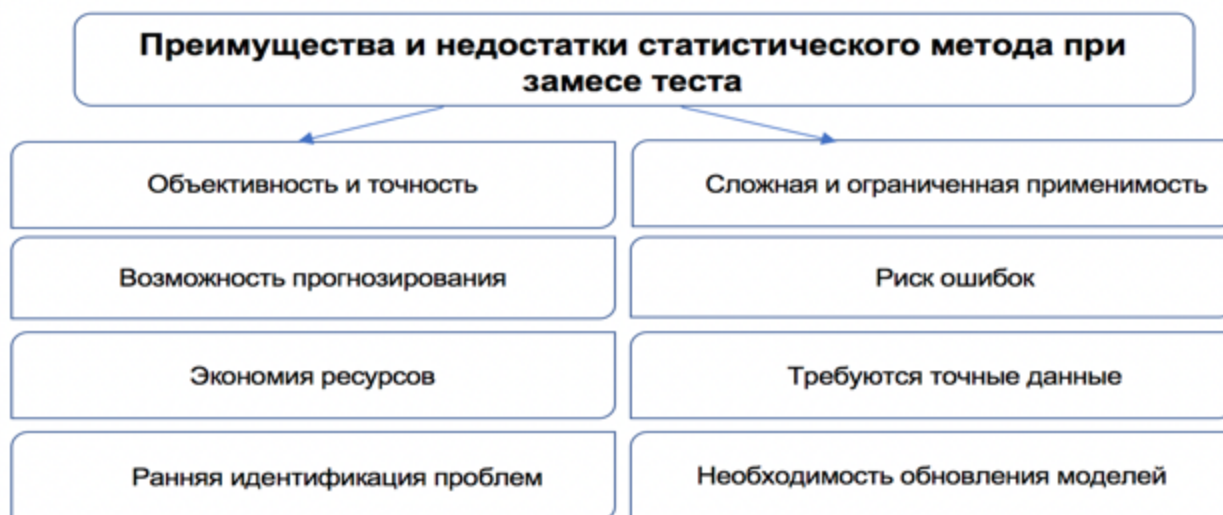 Преимущества и недостатки статистического метода при
замесе теста
Объективность и точность
Сложная и ограниченная применимость
Возможность прогнозирования
Риск ошибок
Экономия ресурсов
Требуются точные данные
Ранняя идентификация проблем
Необходимость обновления моделей